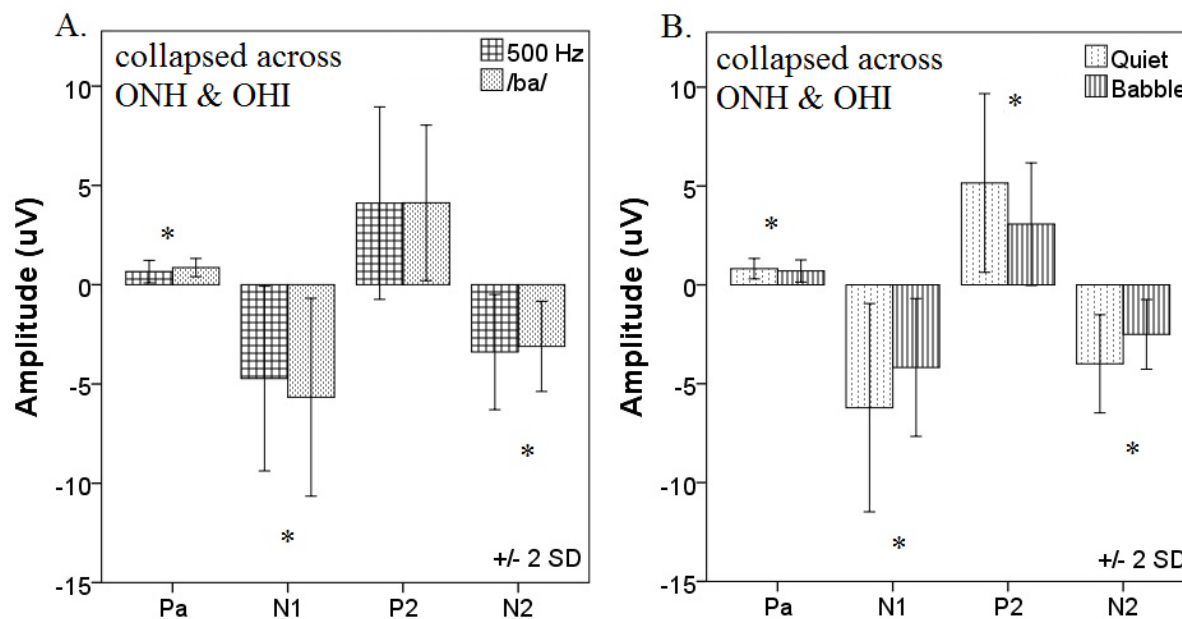 A.
collapsed across
ONH & OHI
500 Hz
/ba/
Amplitude (uV)
10
5
0
-5
-10
-15
*
*
*
+/- 2 SD
Pa N1 P2 N2
B.
collapsed across
ONH & OHI
Quiet
Babble
Amplitude (uV)
10
5
0
-5
-10
-15
*
*
*
*
+/- 2 SD
Pa N1 P2 N2